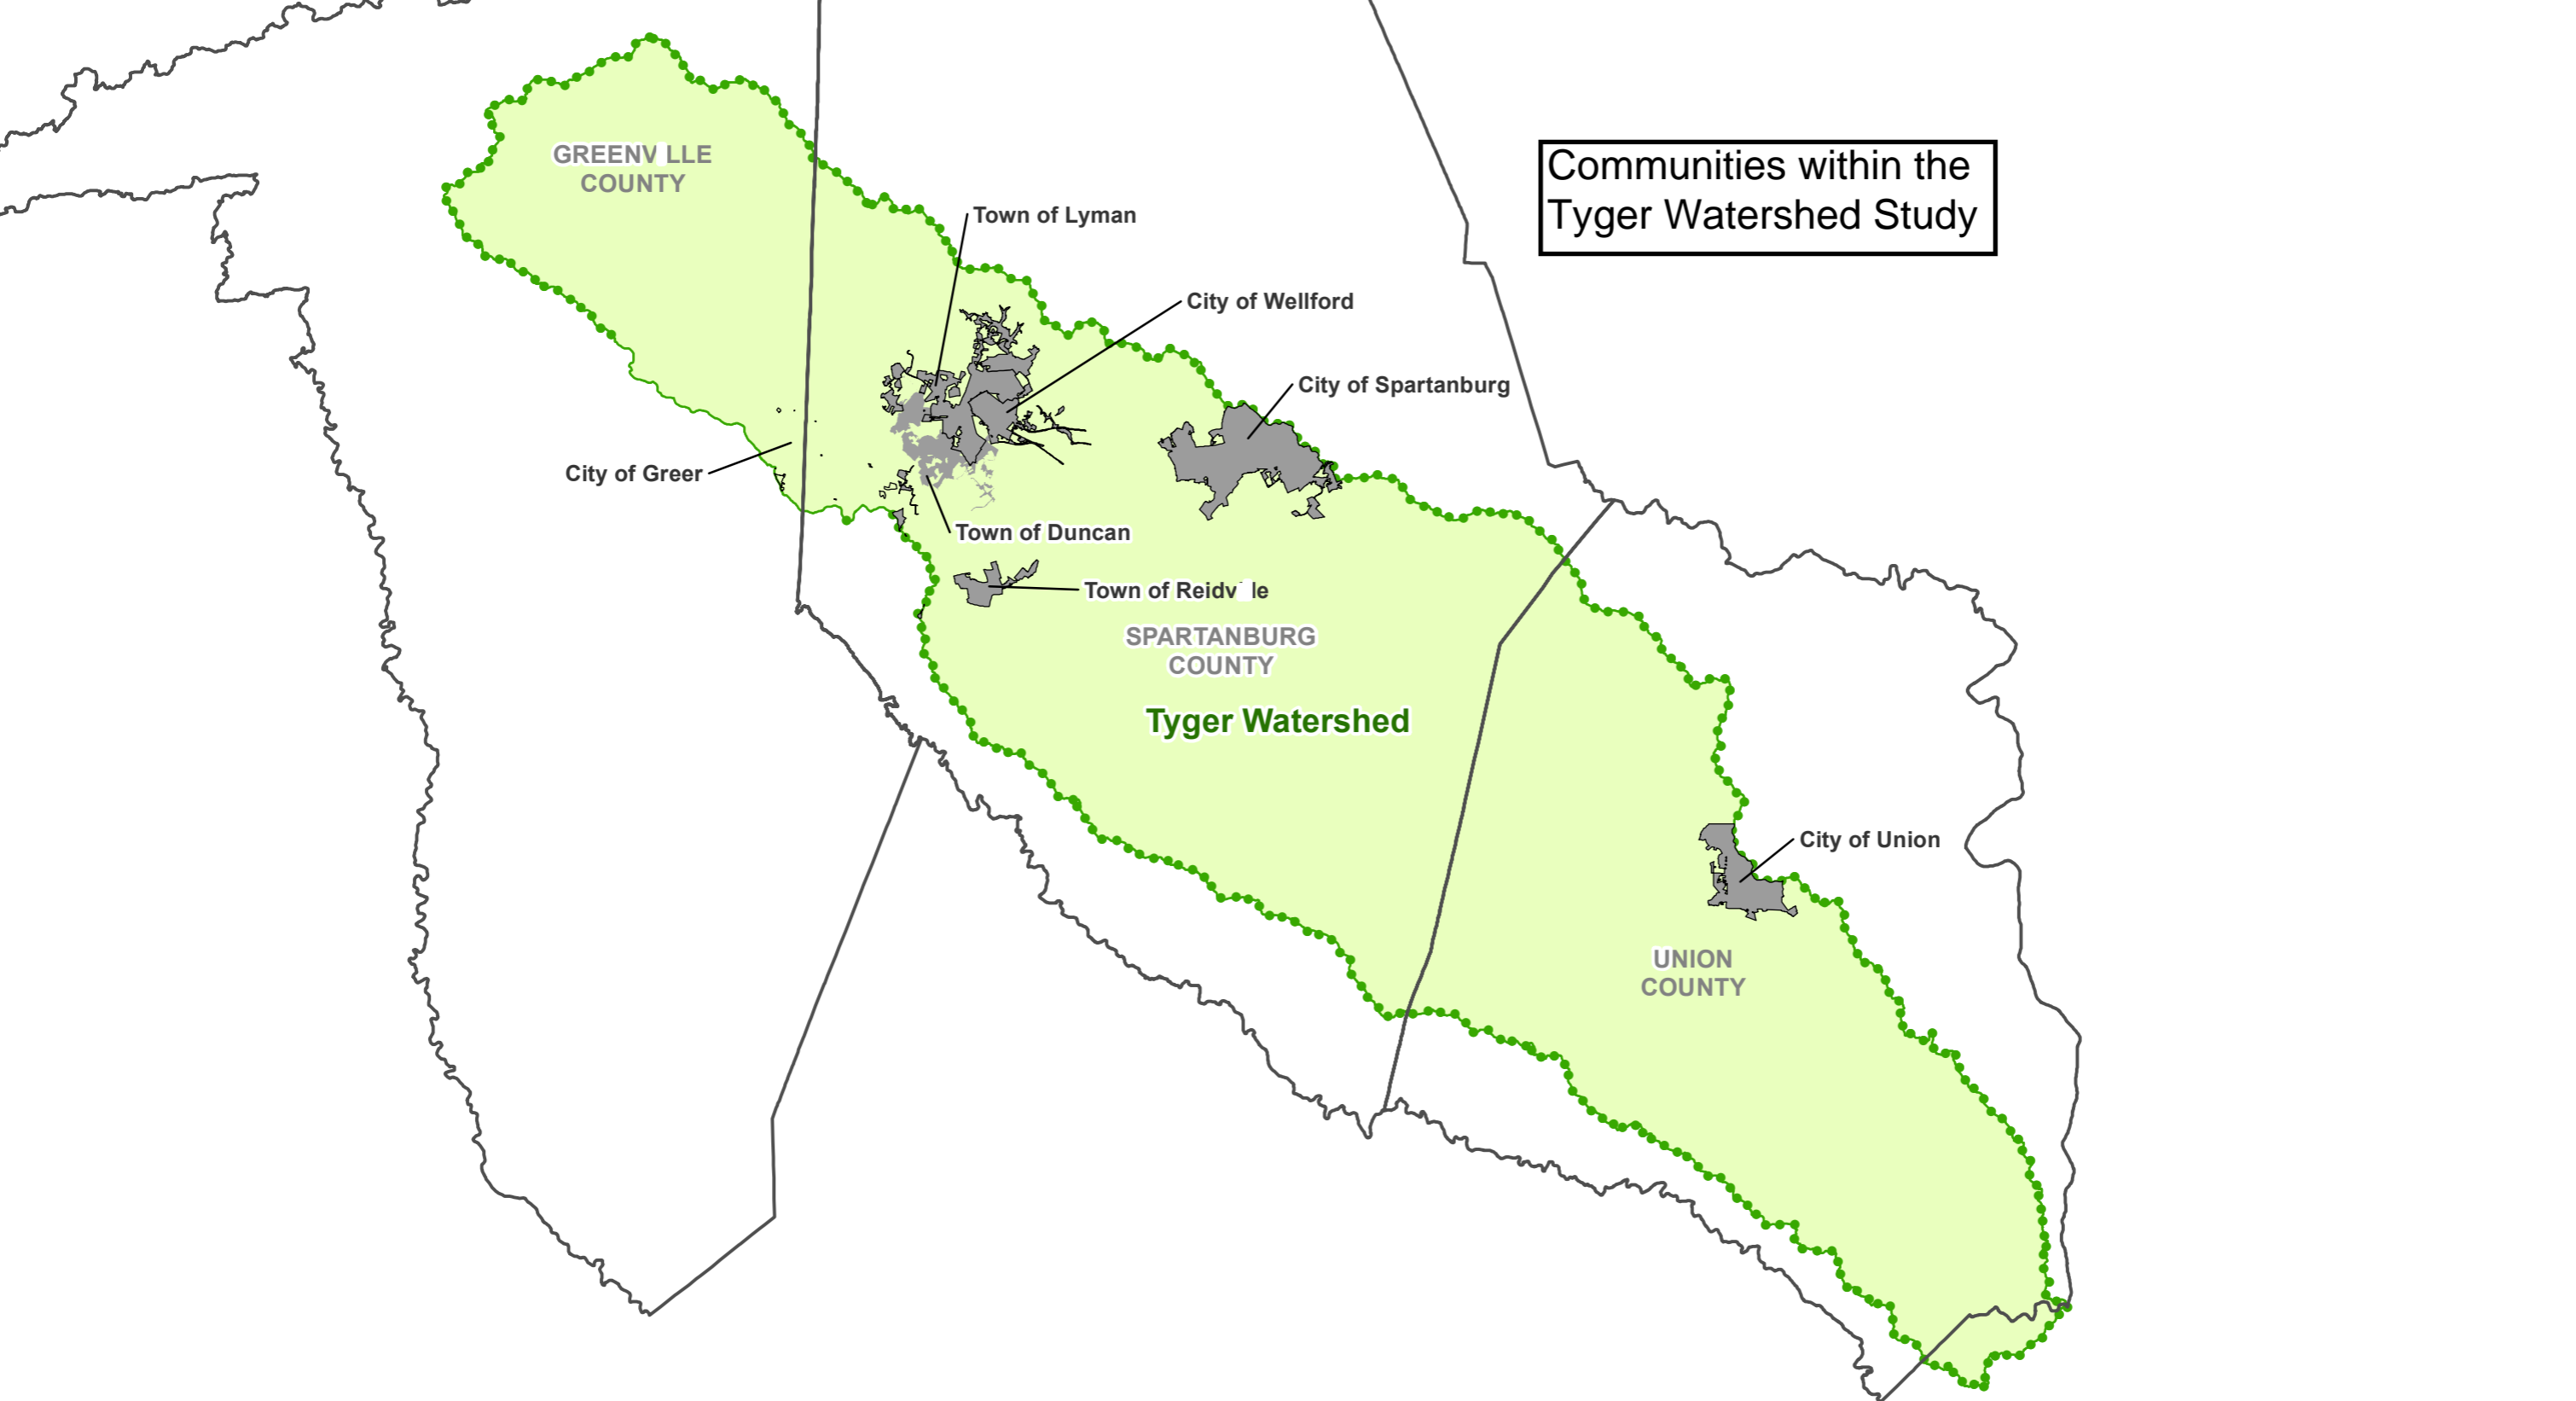 Communities within the
Tyger Watershed Study
GREENV LLE
COUNTY
Town of Lyman
City of Wellford
City of Spartanburg
City of Greer
Town of Duncan
Town of Reidv le
SPARTANBURG
COUNTY
Tyger Watershed
City of Union
UNION
COUNTY